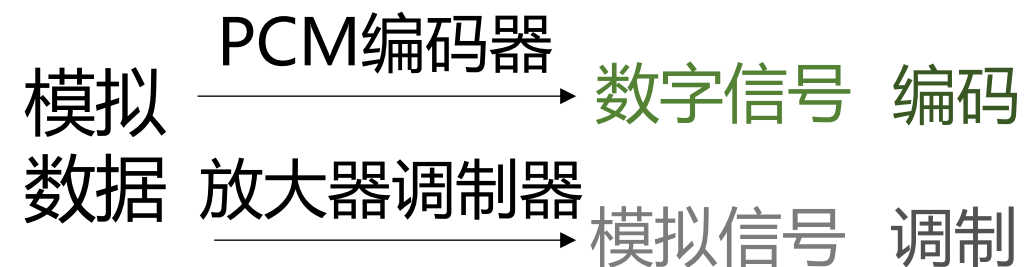 PCM编码器
模拟
数据
数字信号 编码
放大器调制器
模拟信号 调制